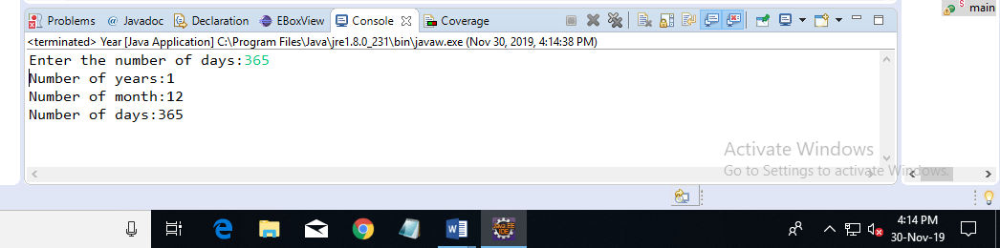 Problems @ Javadoc Declaration EBoxView Console Coverage
main
<terminated> Year [Java Application] C:\Program Files\Java\jre1.8.0_231\bin\javaw.exe (Nov 30, 2019, 4:14:38 PM)
Enter the number of days:365
Number of years:1
Number of month:12
Number of days:365
Activate Windows
Go to Settings to activate Windows.
4:14 PM
30-Nov-19